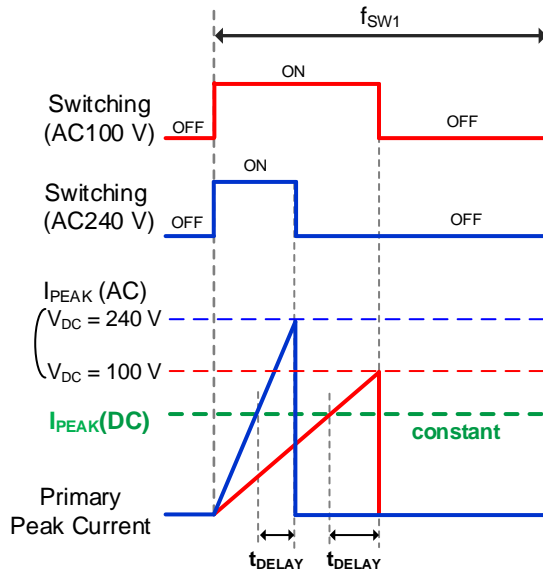 fSW1
ON
Switching
(AC100 V)
OFF
OFF
ON
Switching
(AC240 V)
OFF
OFF
IPEAK (AC)
VDC = 240 V
VDC = 100 V
IPEAK(DC)
constant
Primary
Peak Current
tDELAY
tDELAY